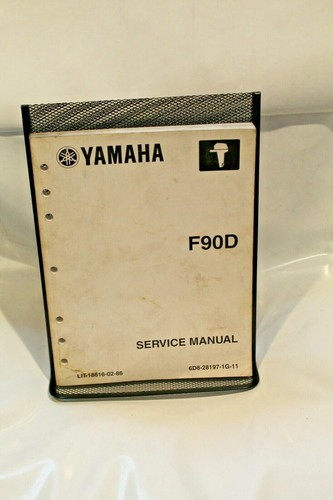 YAMAHA
F90D
SERVICE MANUAL
LIT-18616-02-86 6D8-28197-1G-11